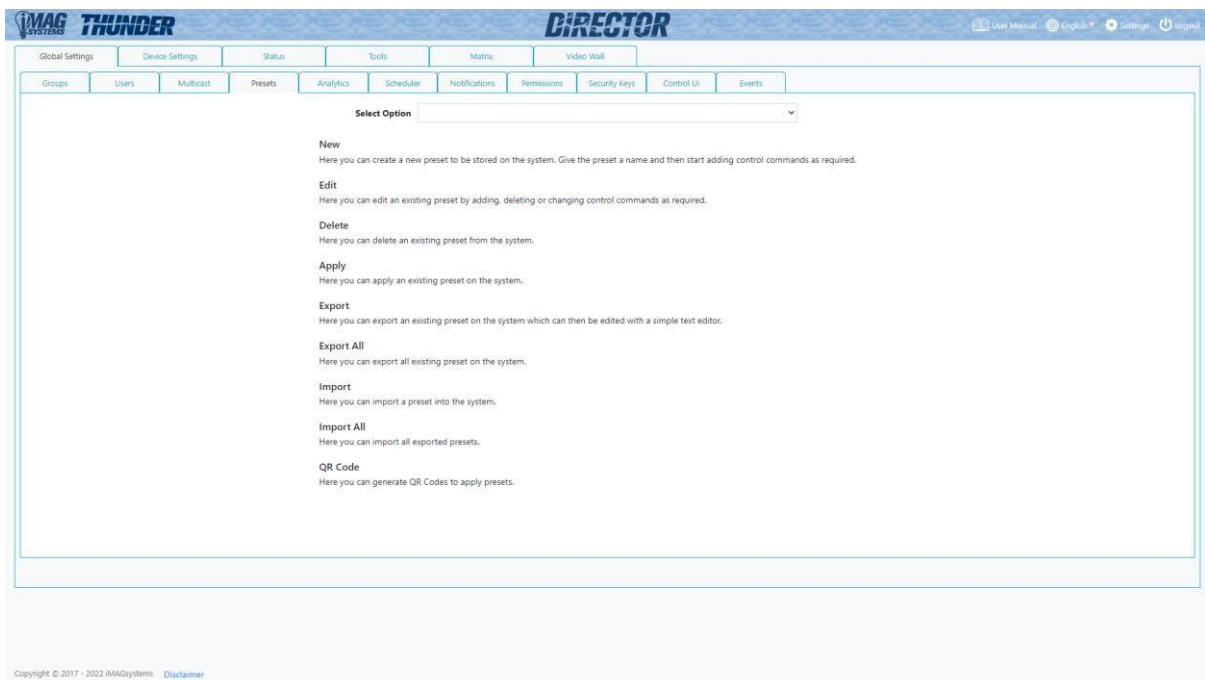 iMAG SYSTEMS THUNDER DiRECTOR User Manual English Settings Logout
Global Settings Device Settings Status Tools Matrix Video Wall
Groups Users Multicast Presets Analytics Scheduler Notifications Permissions Security Keys Control UI Events
Select Option
New
Here you can create a new preset to be stored on the system. Give the preset a name and then start adding control commands as required.
Edit
Here you can edit an existing preset by adding, deleting or changing control commands as required.
Delete
Here you can delete an existing preset from the system.
Apply
Here you can apply an existing preset on the system.
Export
Here you can export an existing preset on the system which can then be edited with a simple text editor.
Export All
Here you can export all existing preset on the system.
Import
Here you can import a preset into the system.
Import All
Here you can import all exported presets.
QR Code
Here you can generate QR Codes to apply presets.
Copyright © 2017 - 2022 iMAGsystems Disclaimer